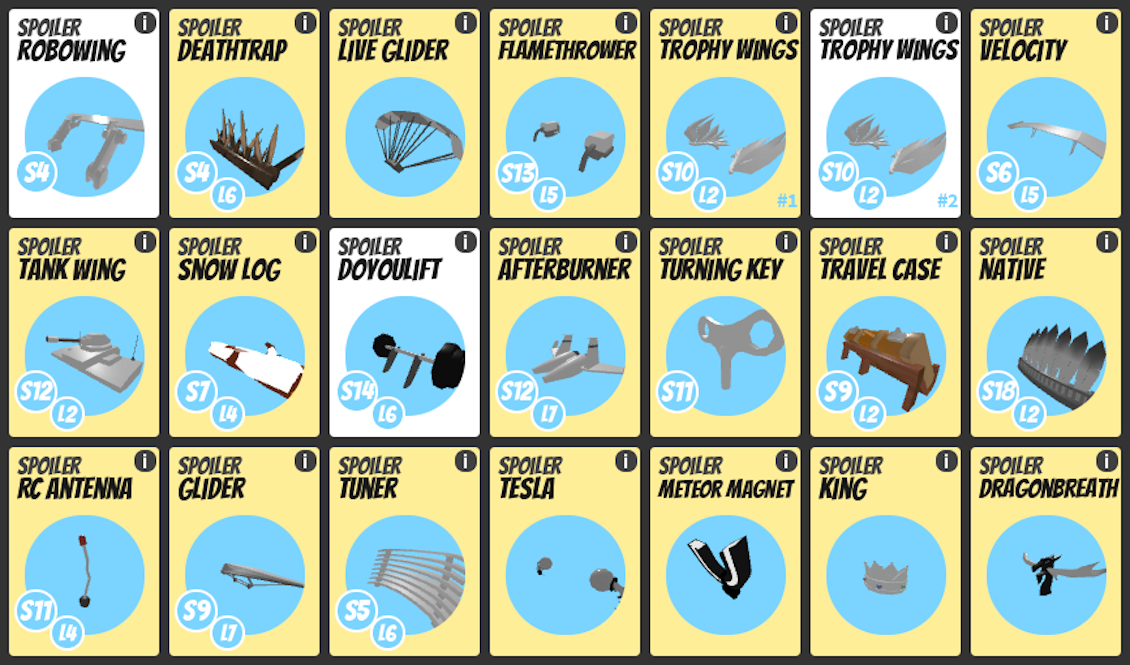 SPOILER
ROBOWING
S4
SPOILER
DEATHTRAP
S4
L6
SPOILER
LIVE GLIDER
SPOILER
FLAMETHROWER
S13
L5
SPOILER
TROPHY WINGS
S10
L2
#1
SPOILER
TROPHY WINGS
S10
L2
#2
SPOILER
VELOCITY
S6
L5
SPOILER
TANK WING
S12
L2
SPOILER
SNOW LOG
S7
L4
SPOILER
DOYOULIFT
S14
L6
SPOILER
AFTERBURNER
S12
L7
SPOILER
TURNING KEY
S11
SPOILER
TRAVEL CASE
S9
L2
SPOILER
NATIVE
S18
L2
SPOILER
RC ANTENNA
S11
L4
SPOILER
GLIDER
S9
L7
SPOILER
TUNER
S5
L6
SPOILER
TESLA
SPOILER
METEOR MAGNET
SPOILER
KING
SPOILER
DRAGONBREATH